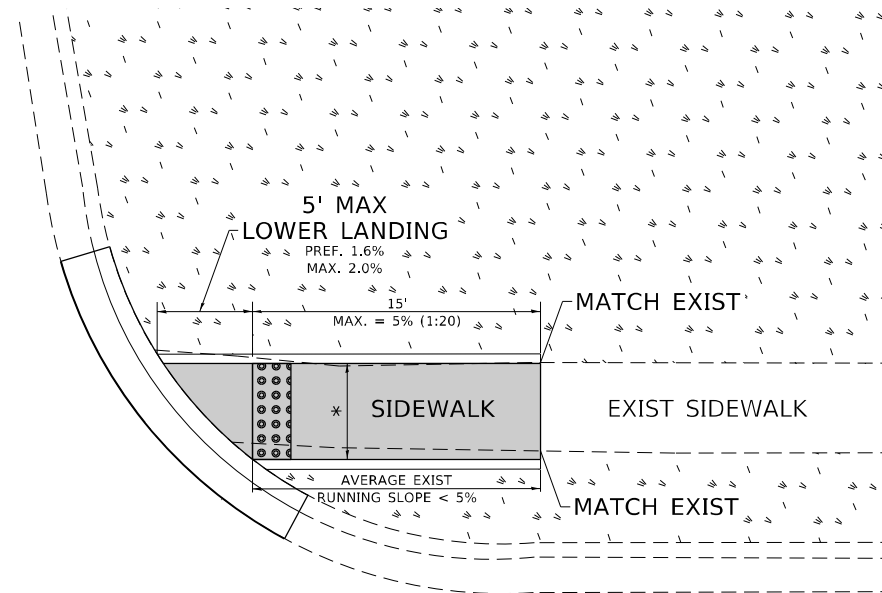 5' MAX
LOWER LANDING
PREF. 1.6%
MAX. 2.0%
15'
MAX. = 5% (1:20)
MATCH EXIST
* SIDEWALK
EXIST SIDEWALK
AVERAGE EXIST
RUNNING SLOPE < 5%
MATCH EXIST